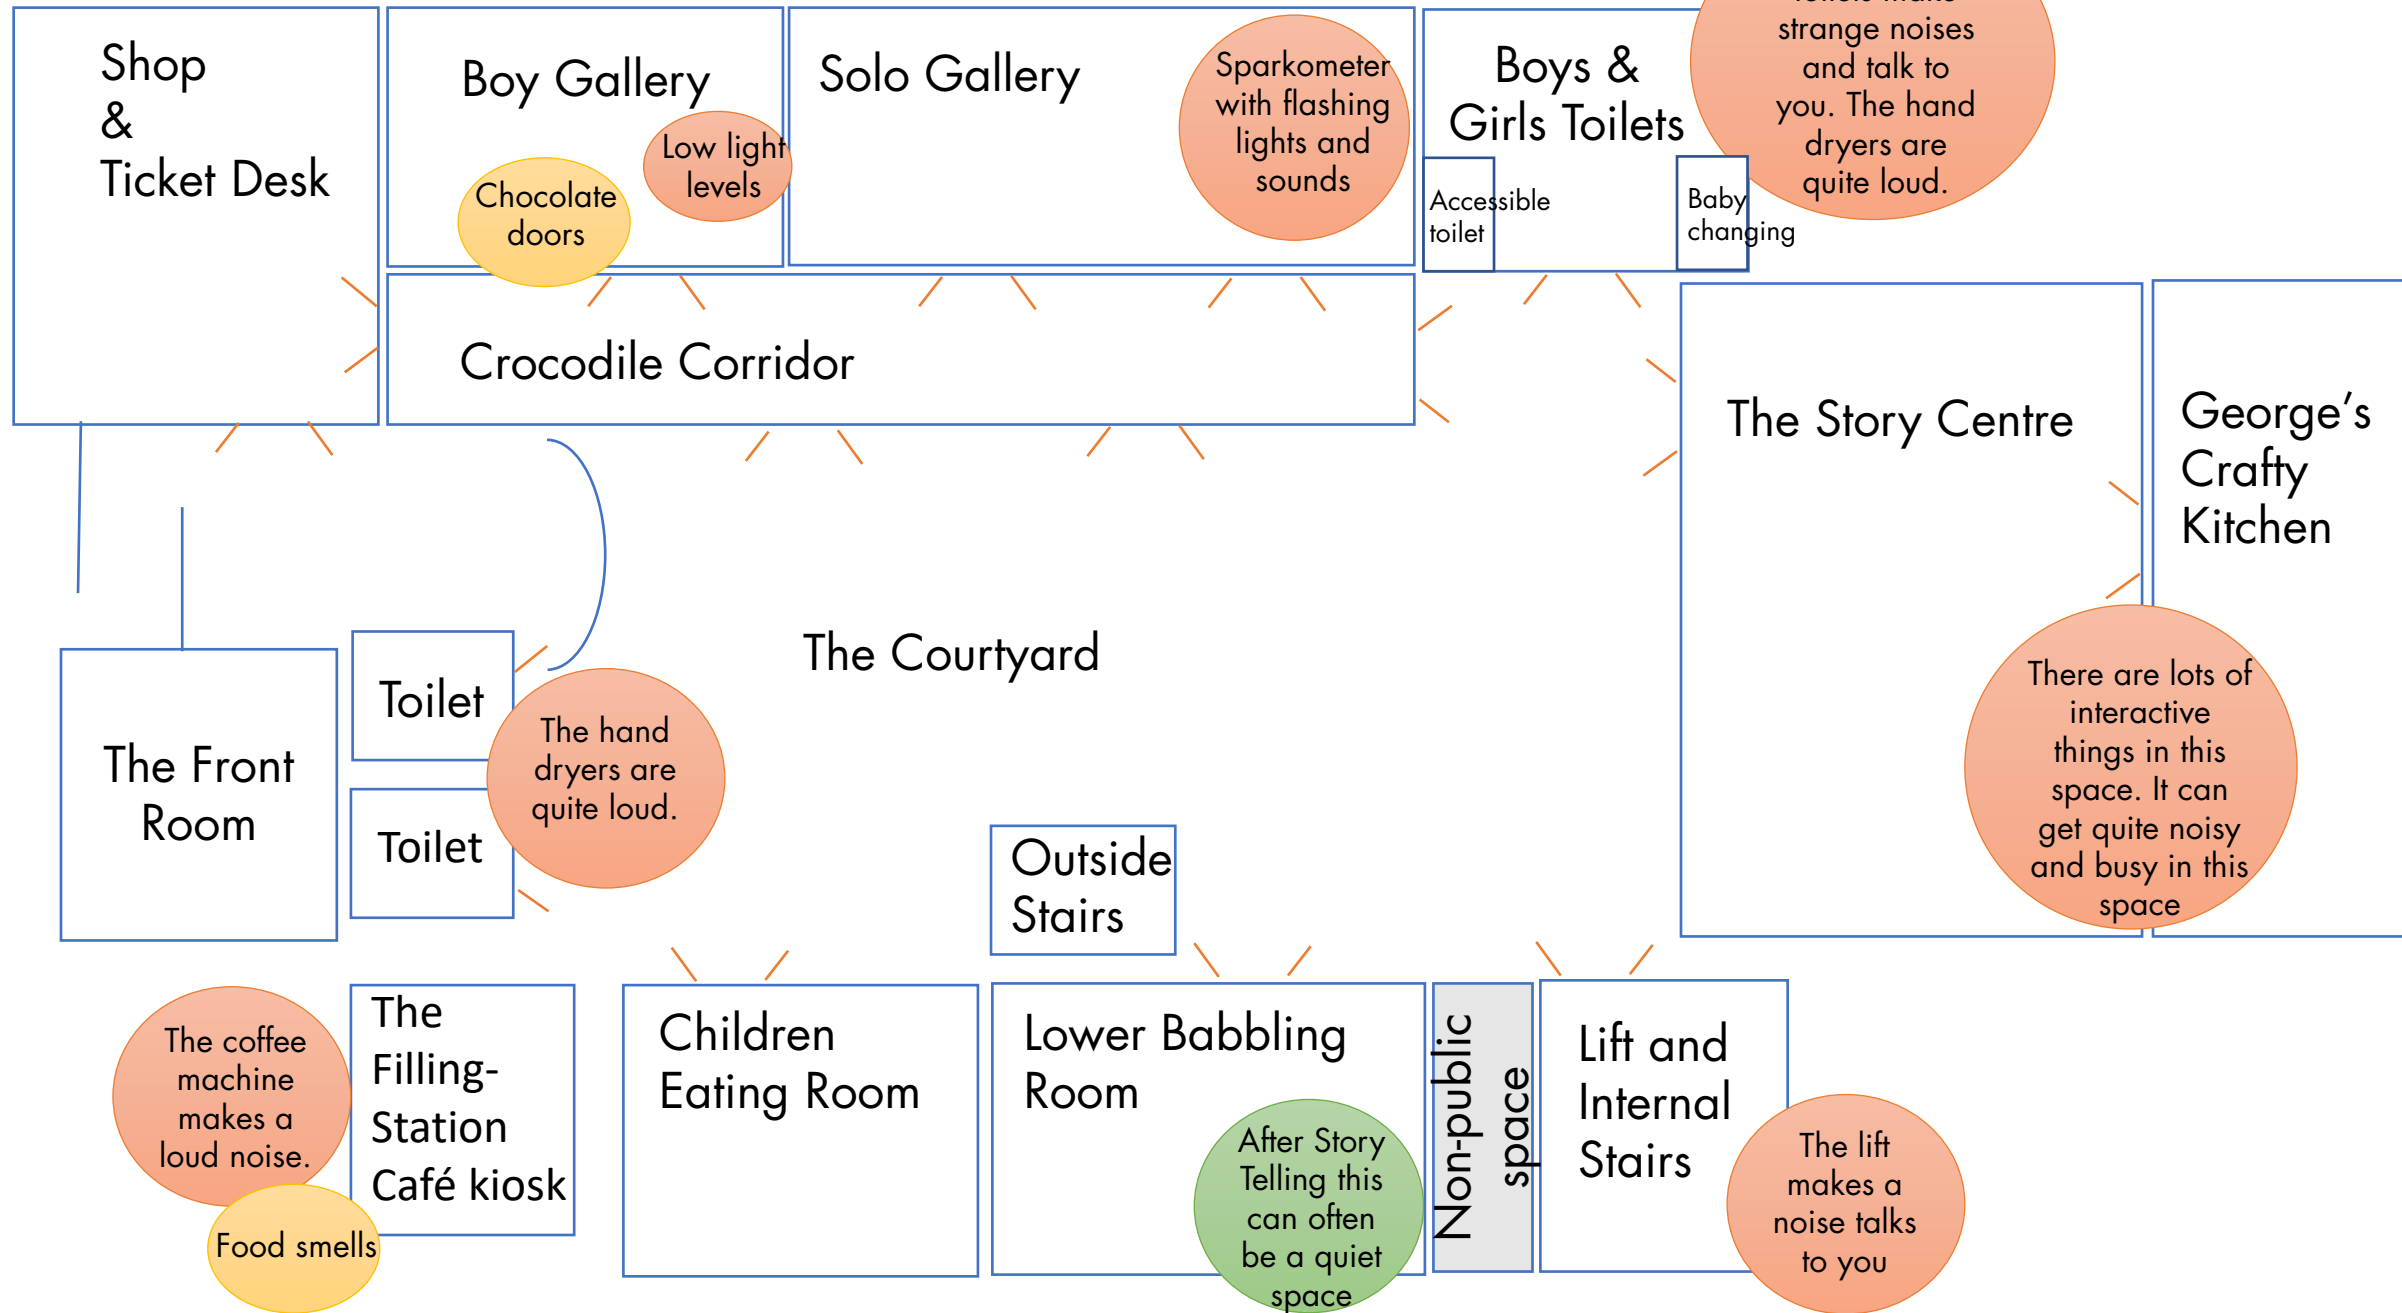 Shop
&
Ticket Desk
Boy Gallery
Low light
levels
Chocolate
doors
Solo Gallery
Sparkometer
with flashing
lights and
sounds
Boys &
Girls Toilets
Accessible
toilet
Baby
changing
strange noises
and talk to
you. The hand
dryers are
quite loud.
Crocodile Corridor
The Story Centre
George's
Crafty
Kitchen
There are lots of
interactive
things in this
space. It can
get quite noisy
and busy in this
space
The Courtyard
Toilet
Toilet
The hand
dryers are
quite loud.
The Front
Room
Outside
Stairs
The coffee
machine
makes a
loud noise.
Food smells
The
Filling-
Station
Café kiosk
Children
Eating Room
Lower Babbling
Room
After Story
Telling this
can often
be a quiet
space
Non-public
space
Lift and
Internal
Stairs
The lift
makes a
noise talks
to you